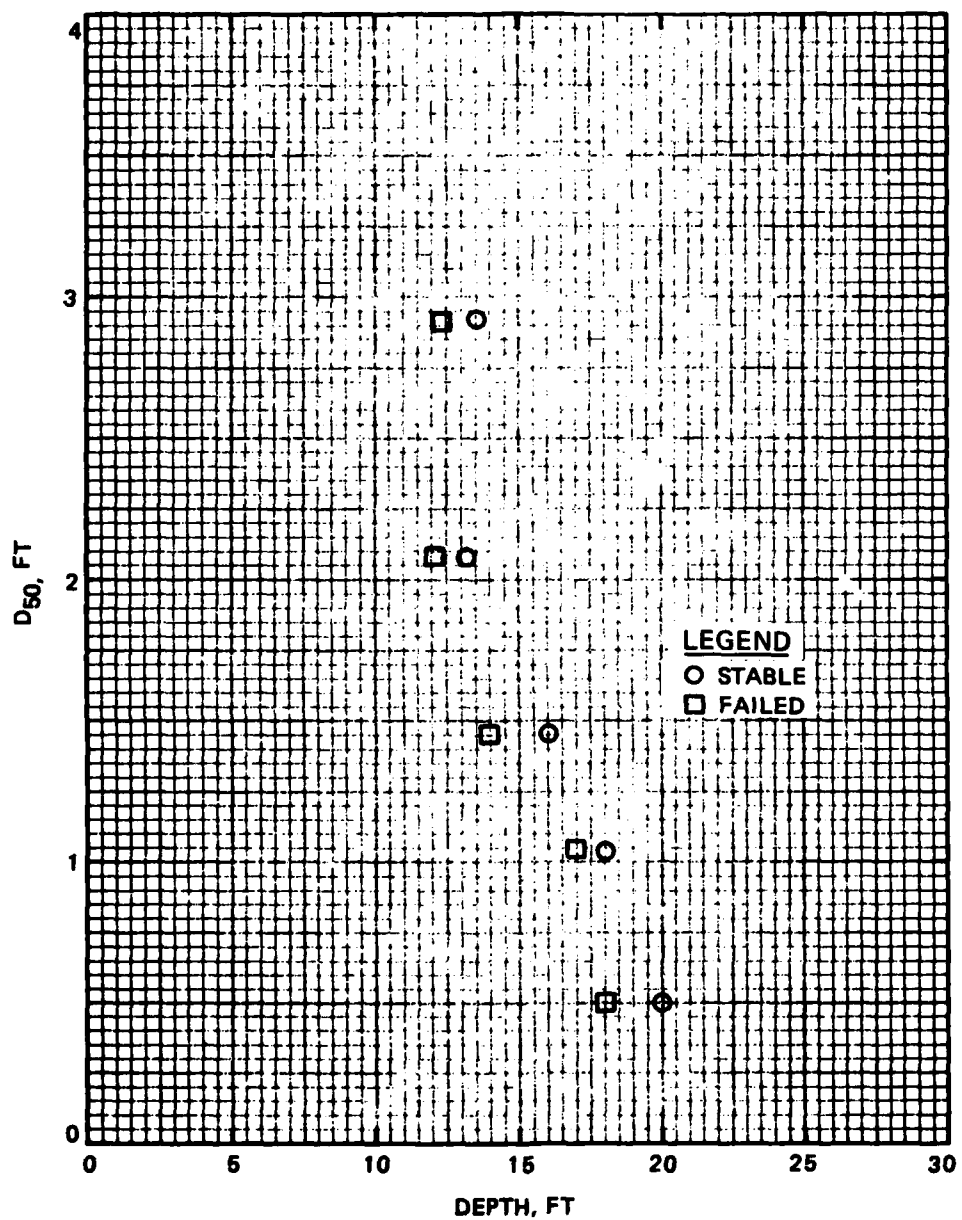 4
3
2
1
0
D50, FT
LEGEND
STABLE
FAILED
0 5 10 15 20 25 30
DEPTH, FT